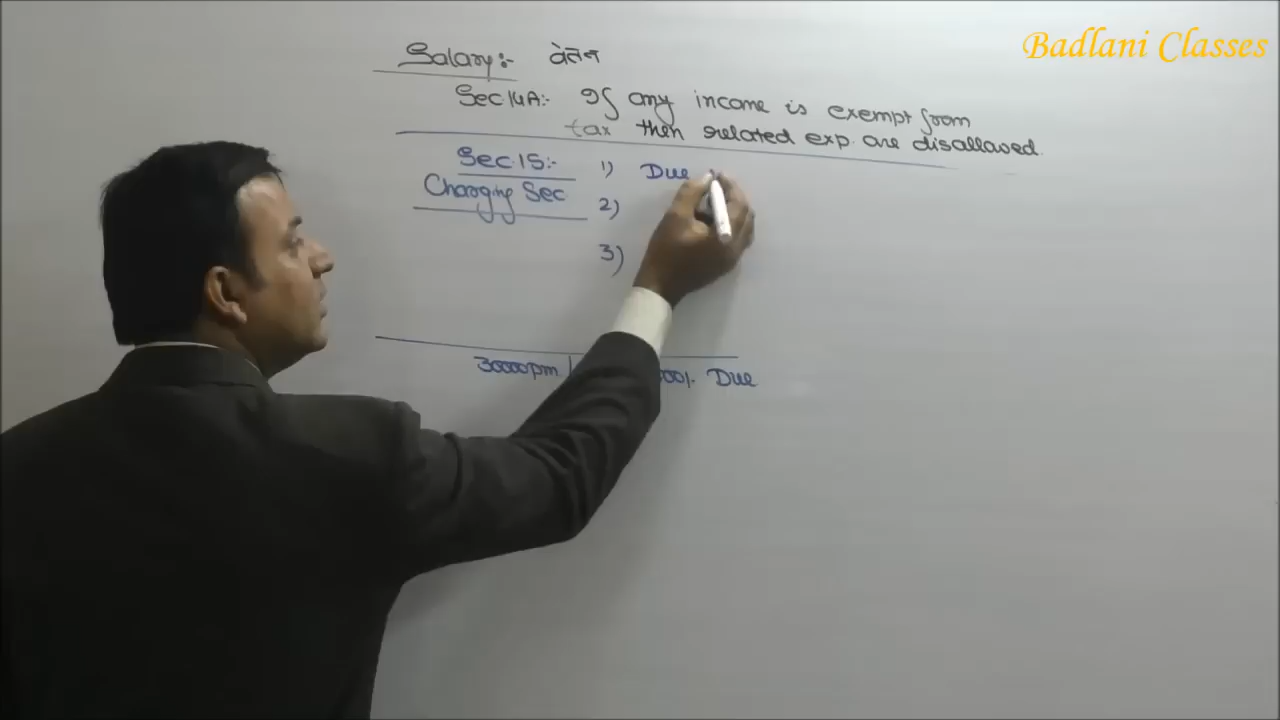 Badlani Classes
Salary:- वेतन
Sec 14A:- If any income is exempt from
tax then related exp. are disallowed.
Sec.15:- 1) Due
Charging Sec 2)
3)
30000pm 000/- Due